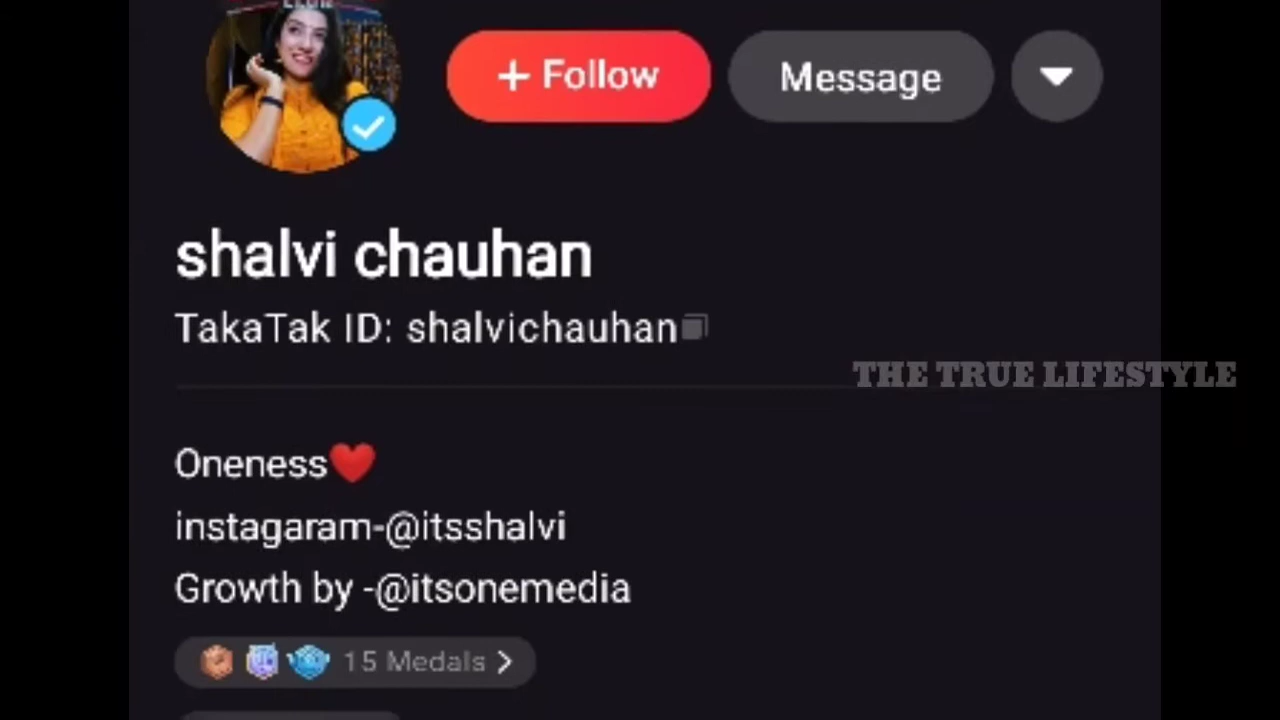 + Follow
Message
shalvi chauhan
TakaTak ID: shalvichauhan
THE TRUE LIFESTYLE
Oneness❤️
instagaram-@itsshalvi
Growth by -@itsonemedia
15 Medals >